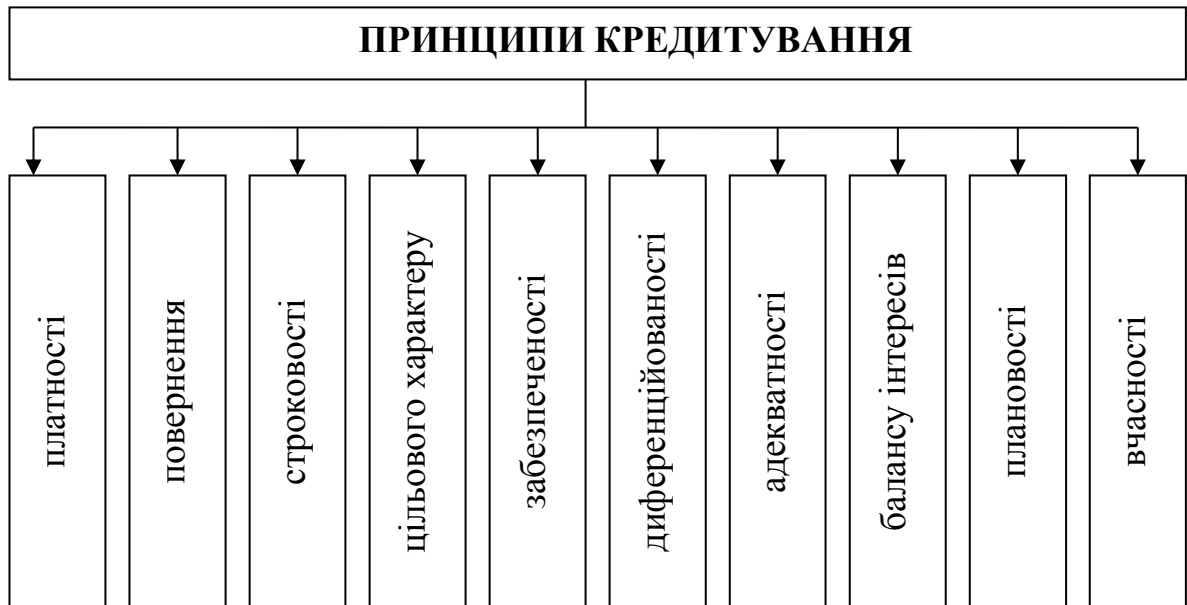 ПРИНЦИПИ КРЕДИТУВАННЯ
платності
повернення
строковості
цільового характеру
забезпеченості
диференційованості
адекватності
балансу інтересів
плановості
вчасності